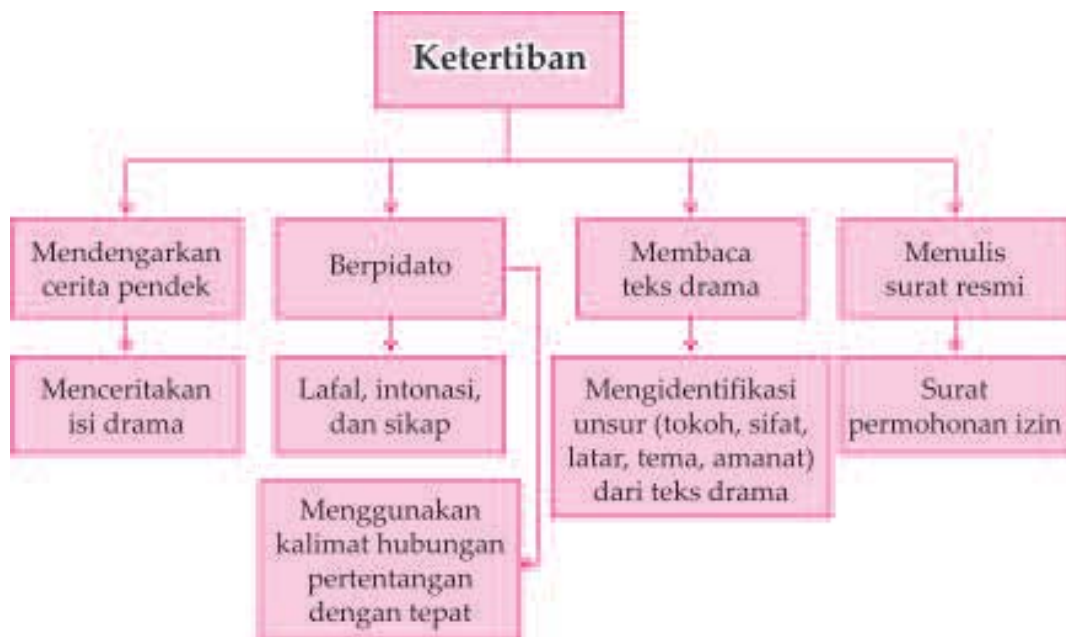 Ketertiban
Mendengarkan
cerita pendek
Berpidato
Membaca
teks drama
Menulis
surat resmi
Menceritakan
isi drama
Lafal, intonasi,
dan sikap
Mengidentifikasi
unsur (tokoh, sifat,
latar, tema, amanat)
dari teks drama
Surat
permohonan izin
Menggunakan
kalimat hubungan
pertentangan
dengan tepat